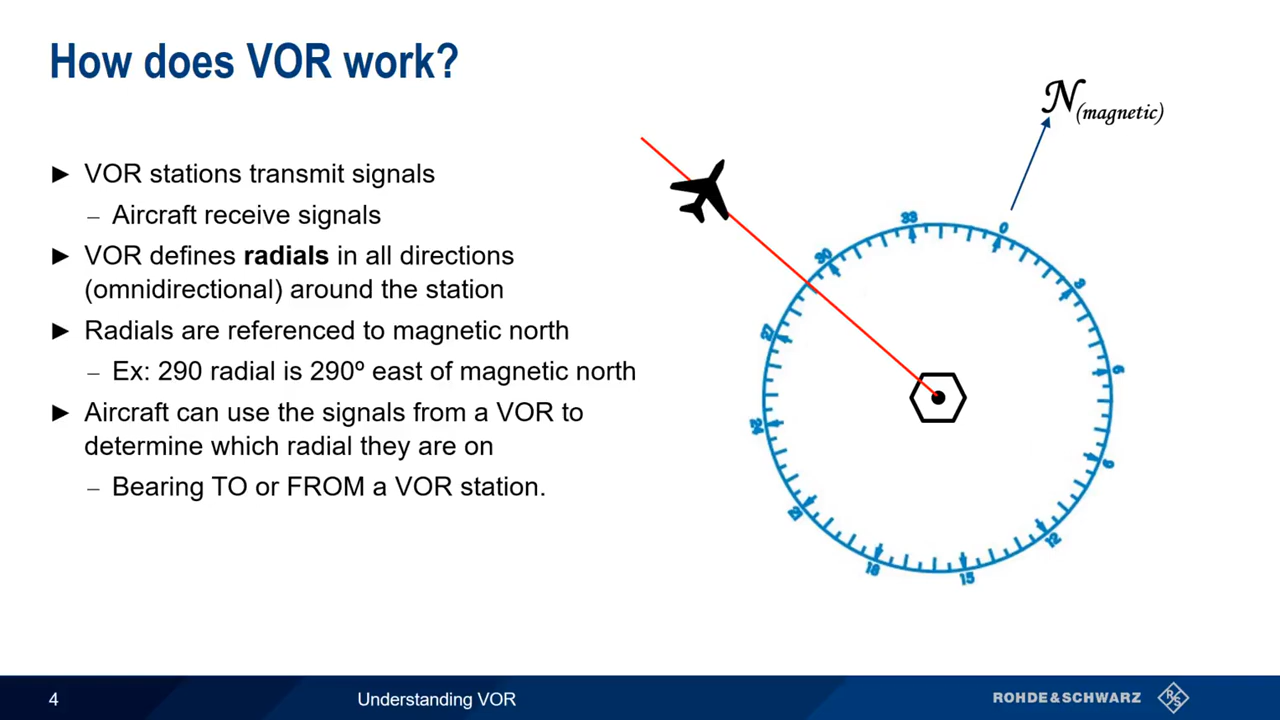 How does VOR work?
N(magnetic)
► VOR stations transmit signals
– Aircraft receive signals
► VOR defines radials in all directions
(omnidirectional) around the station
► Radials are referenced to magnetic north
– Ex: 290 radial is 290º east of magnetic north
► Aircraft can use the signals from a VOR to
determine which radial they are on
– Bearing TO or FROM a VOR station.
33
0
30
3
27
6
24
9
21
12
18
15
4
Understanding VOR
ROHDE & SCHWARZ
RS